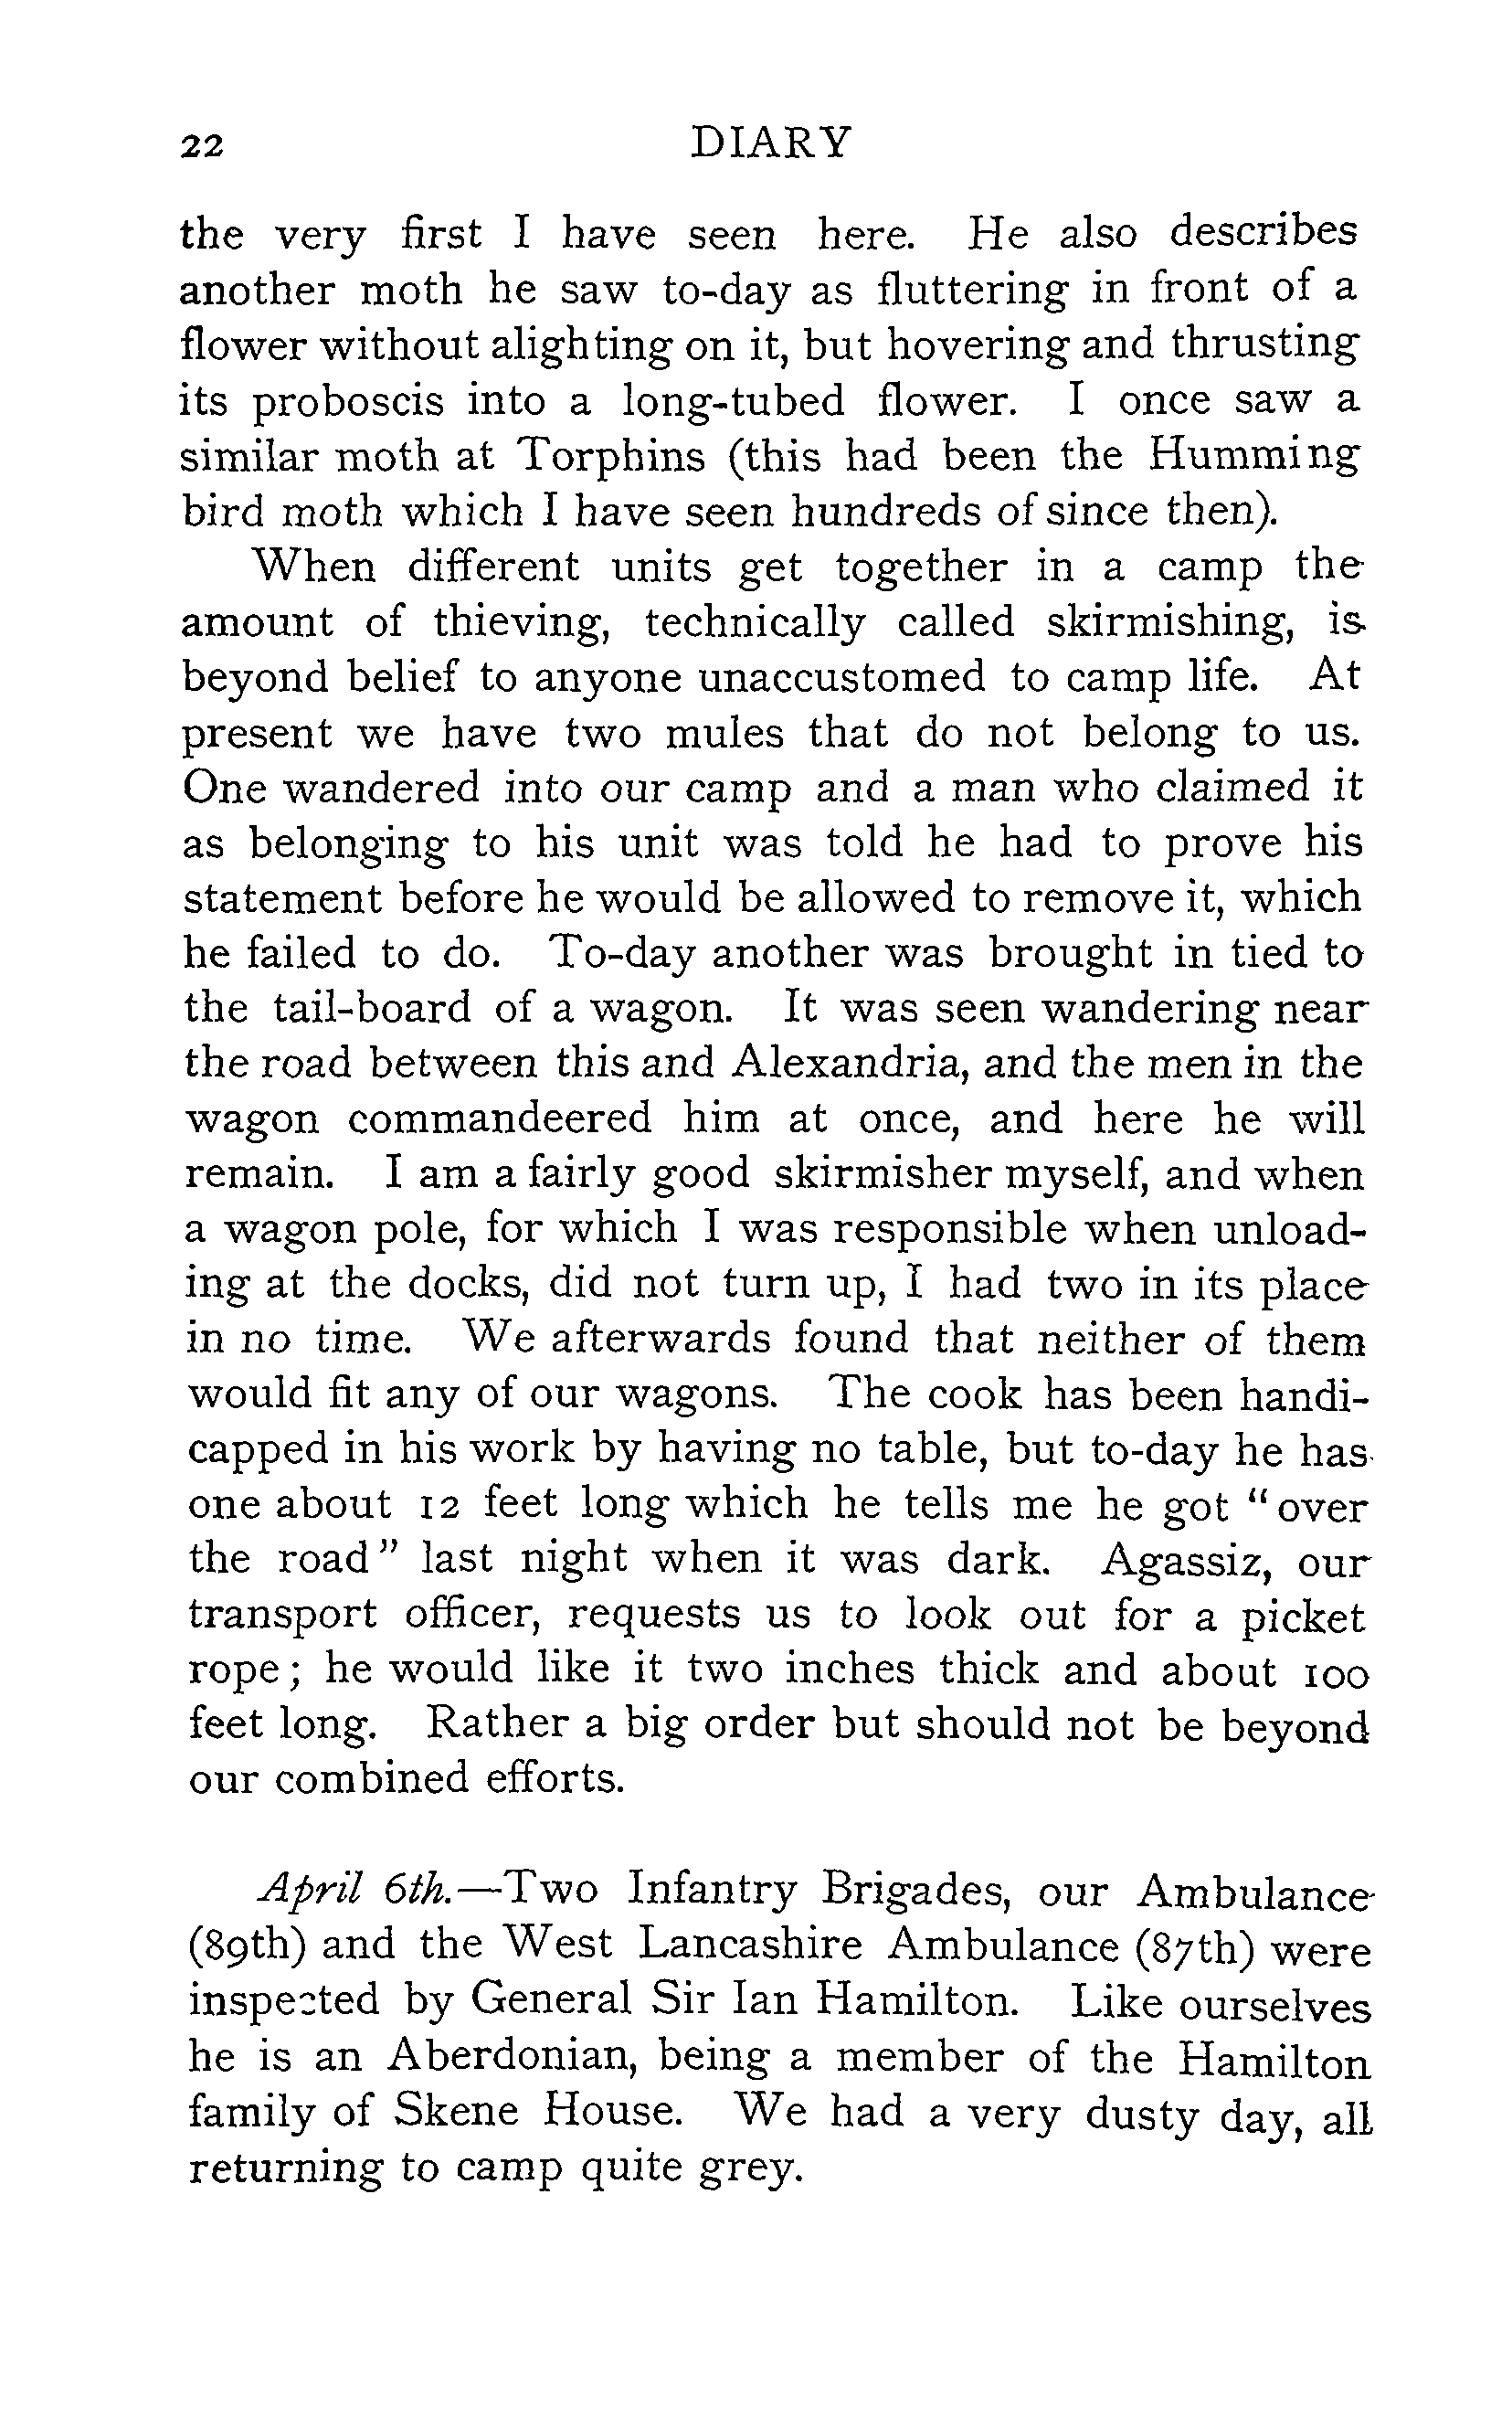 22 DIARY
the very first I have seen here. He also describes
another moth he saw to-day as fluttering in front of a
flower without alighting on it, but hovering and thrusting
its proboscis into a long-tubed flower. I once saw a
similar moth at Torphins (this had been the Humming
bird moth which I have seen hundreds of since then).
When different units get together in a camp the
amount of thieving, technically called skirmishing, is
beyond belief to anyone unaccustomed to camp life. At
present we have two mules that do not belong to us.
One wandered into our camp and a man who claimed it
as belonging to his unit was told he had to prove his
statement before he would be allowed to remove it, which
he failed to do. To-day another was brought in tied to
the tail-board of a wagon. It was seen wandering near
the road between this and Alexandria, and the men in the
wagon commandeered him at once, and here he will
remain. I am a fairly good skirmisher myself, and when
a wagon pole, for which I was responsible when unload-
ing at the docks, did not turn up, I had two in its place
in no time. We afterwards found that neither of them
would fit any of our wagons. The cook has been handi-
capped in his work by having no table, but to-day he has
one about 12 feet long which he tells me he got "over
the road" last night when it was dark. Agassiz, our
transport officer, requests us to look out for a picket
rope; he would like it two inches thick and about 100
feet long. Rather a big order but should not be beyond
our combined efforts.
April 6th.—Two Infantry Brigades, our Ambulance
(89th) and the West Lancashire Ambulance (87th) were
inspected by General Sir Ian Hamilton. Like ourselves
he is an Aberdonian, being a member of the Hamilton
family of Skene House. We had a very dusty day, all
returning to camp quite grey.